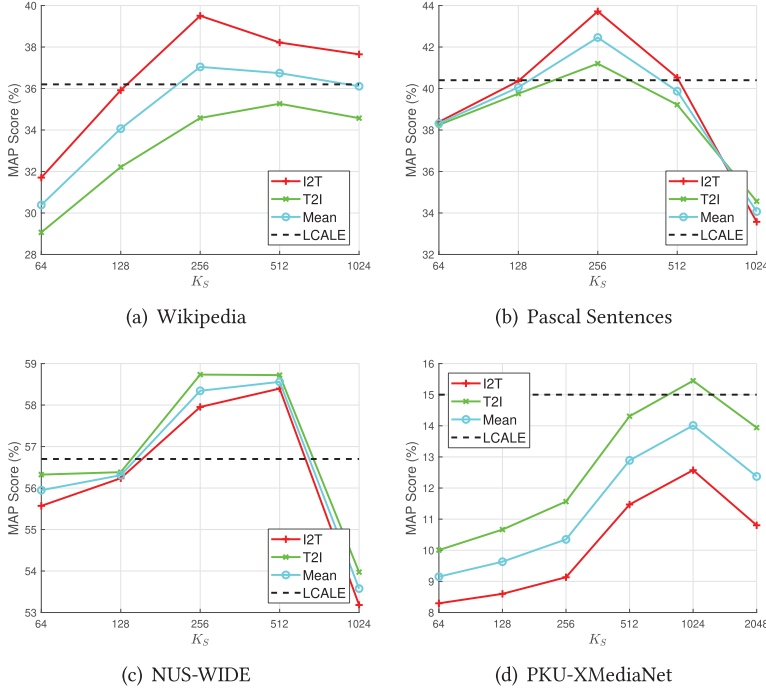 MAP Score (%)
40
38
36
34
32
30
28
64
128
256
512
1024
K_S
I2T
T2I
Mean
LCALE
(a) Wikipedia
MAP Score (%)
44
42
40
38
36
34
32
64
128
256
512
1024
K_S
I2T
T2I
Mean
LCALE
(b) Pascal Sentences
MAP Score (%)
59
58
57
56
55
54
53
64
128
256
512
1024
K_S
I2T
T2I
Mean
LCALE
(c) NUS-WIDE
MAP Score (%)
16
15
14
13
12
11
10
9
8
64
128
256
512
1024
2048
K_S
I2T
T2I
Mean
LCALE
(d) PKU-XMediaNet